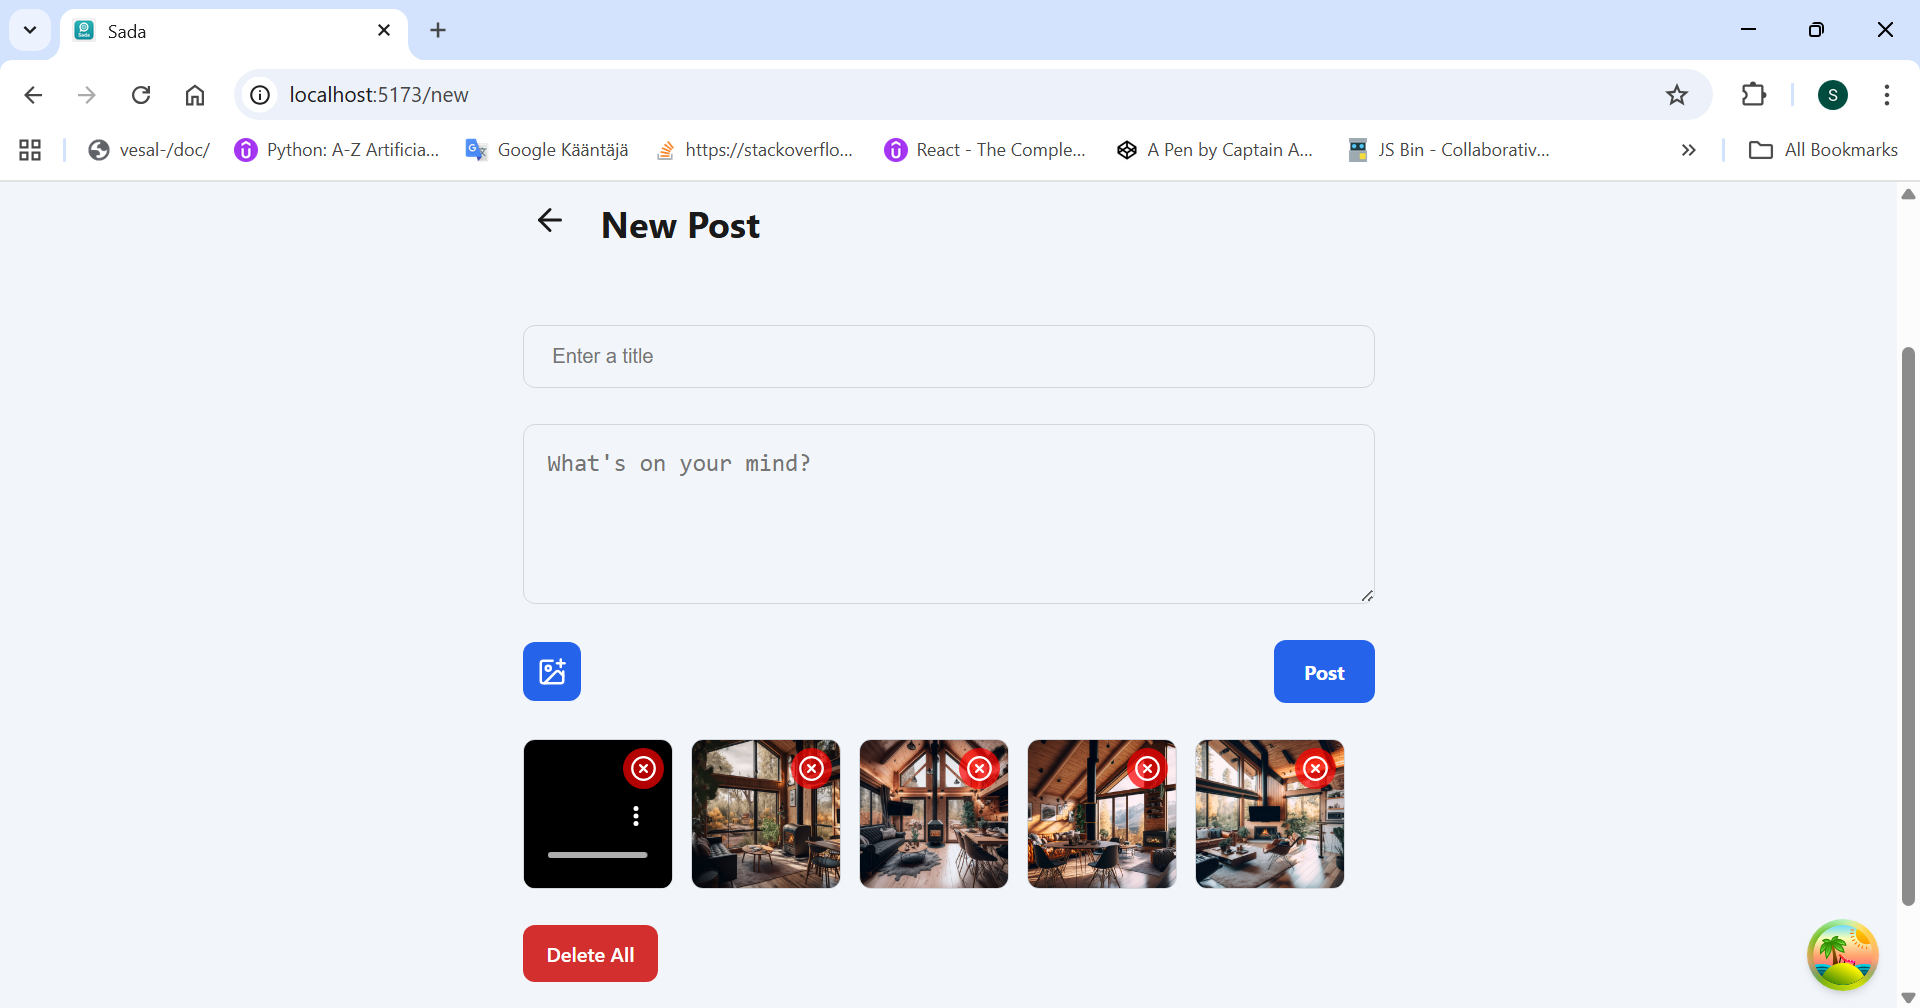 Sada
localhost:5173/new
S
vesal-/doc/
Python: A-Z Artificia...
Google Kääntäjä
https://stackoverflo...
React - The Comple...
A Pen by Captain A...
JS Bin - Collaborativ...
All Bookmarks
New Post
Enter a title
What's on your mind?
Post
Delete All